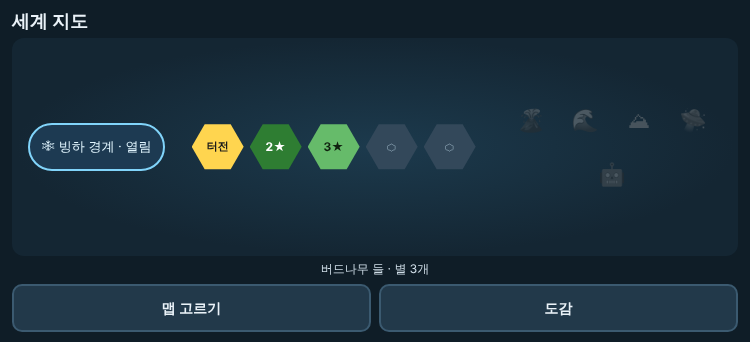 세계 지도
❄ 빙하 경계 · 열림
터전
2★
3★
버드나무 들 · 별 3개
맵 고르기
도감